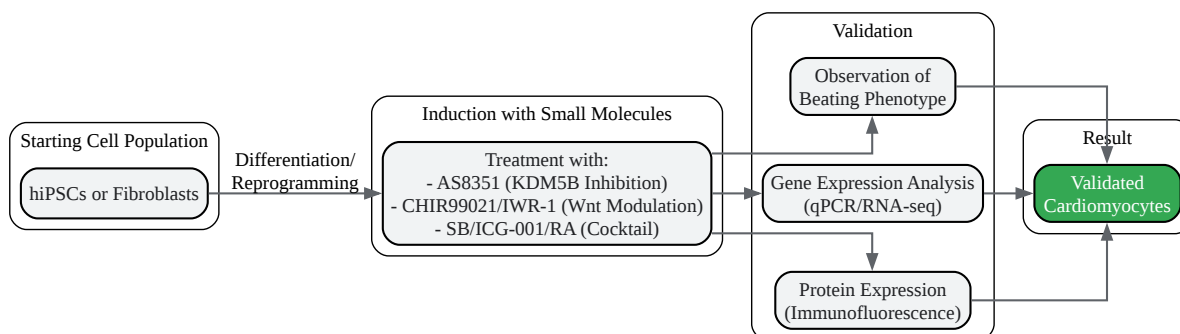 Starting Cell Population
hiPSCs or Fibroblasts
Differentiation/
Reprogramming
Induction with Small Molecules
Treatment with:
- AS8351 (KDM5B Inhibition)
- CHIR99021/IWR-1 (Wnt Modulation)
- SB/ICG-001/RA (Cocktail)
Validation
Observation of
Beating Phenotype
Gene Expression Analysis
(qPCR/RNA-seq)
Protein Expression
(Immunofluorescence)
Result
Validated
Cardiomyocytes